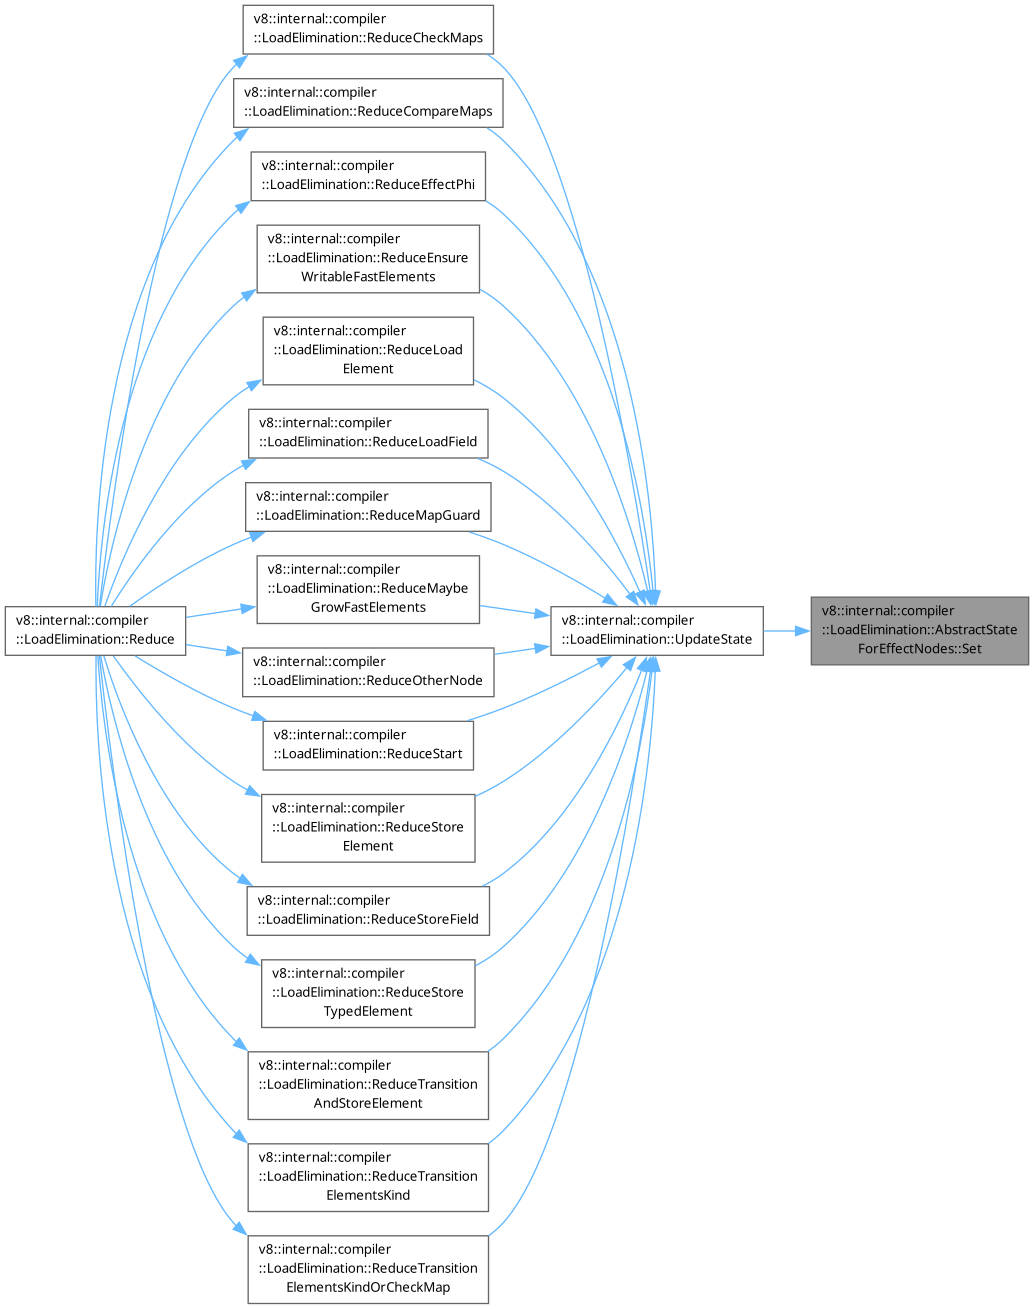 v8::internal::compiler
::LoadElimination::ReduceCheckMaps
v8::internal::compiler
::LoadElimination::ReduceCompareMaps
v8::internal::compiler
::LoadElimination::ReduceEffectPhi
v8::internal::compiler
::LoadElimination::ReduceEnsure
WritableFastElements
v8::internal::compiler
::LoadElimination::ReduceLoad
Element
v8::internal::compiler
::LoadElimination::ReduceLoadField
v8::internal::compiler
::LoadElimination::ReduceMapGuard
v8::internal::compiler
::LoadElimination::ReduceMaybe
GrowFastElements
v8::internal::compiler
::LoadElimination::Reduce
v8::internal::compiler
::LoadElimination::UpdateState
v8::internal::compiler
::LoadElimination::AbstractState
ForEffectNodes::Set
v8::internal::compiler
::LoadElimination::ReduceOtherNode
v8::internal::compiler
::LoadElimination::ReduceStart
v8::internal::compiler
::LoadElimination::ReduceStore
Element
v8::internal::compiler
::LoadElimination::ReduceStoreField
v8::internal::compiler
::LoadElimination::ReduceStore
TypedElement
v8::internal::compiler
::LoadElimination::ReduceTransition
AndStoreElement
v8::internal::compiler
::LoadElimination::ReduceTransition
ElementsKind
v8::internal::compiler
::LoadElimination::ReduceTransition
ElementsKindOrCheckMap